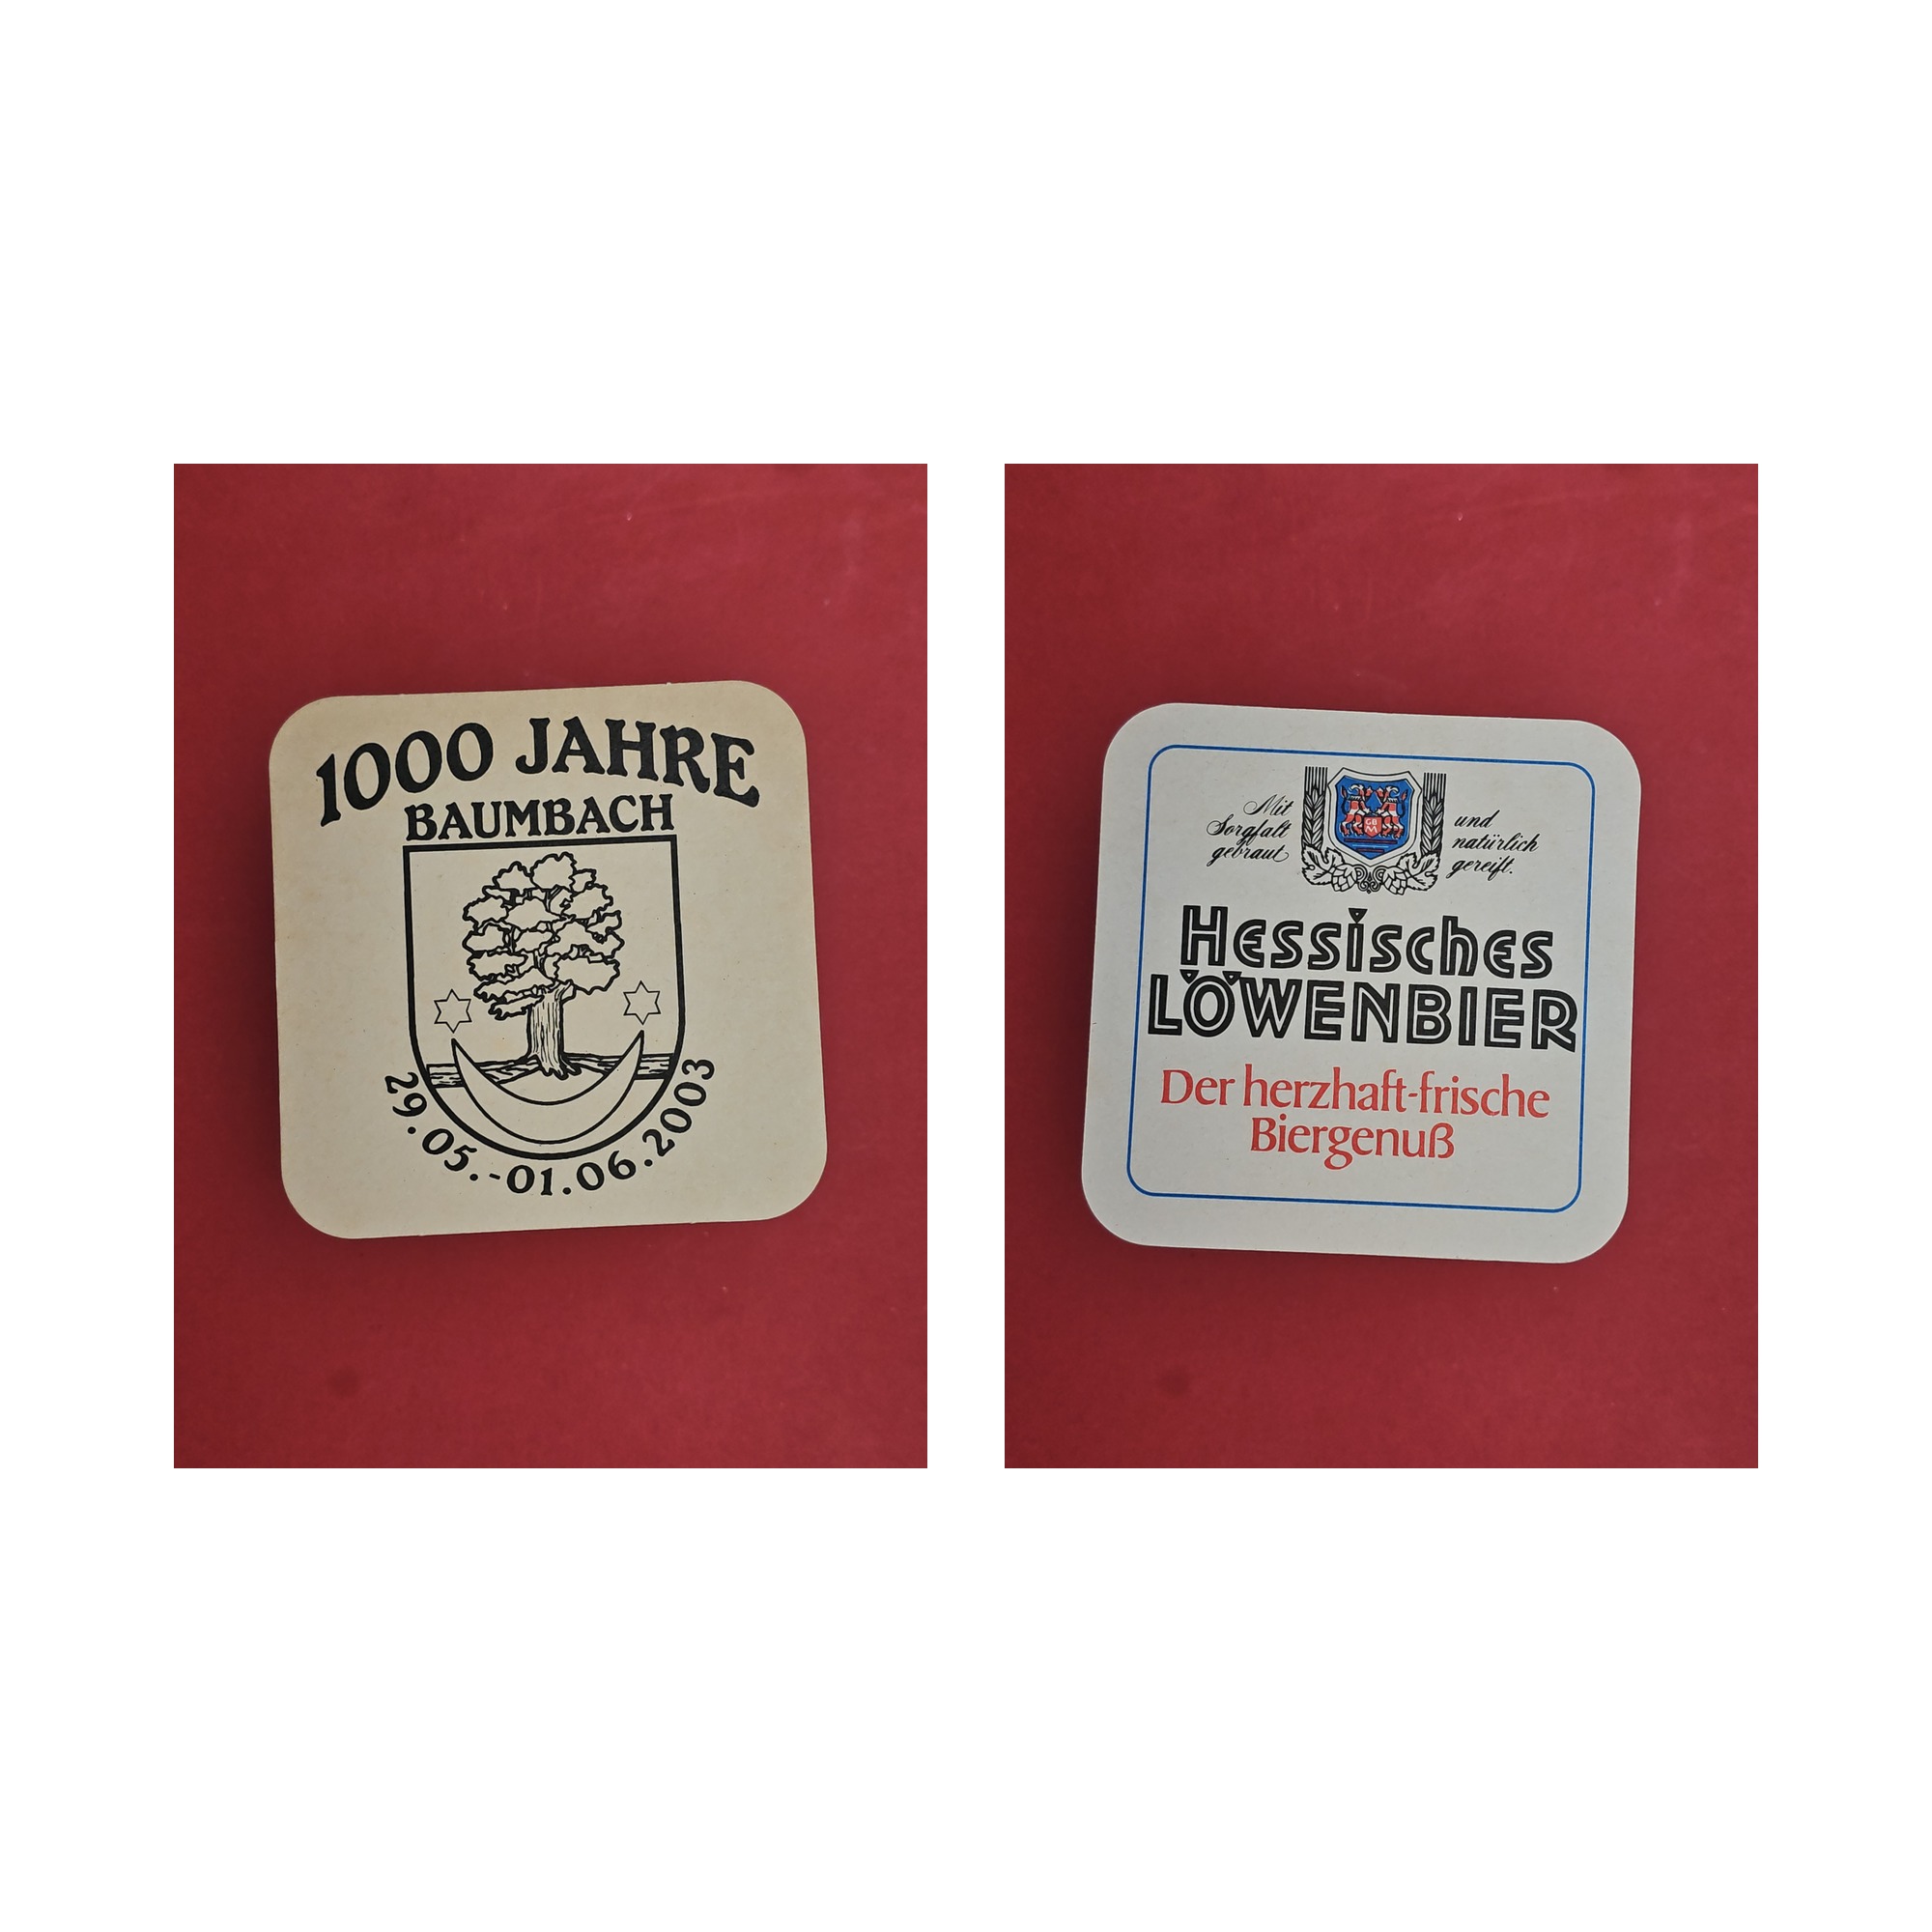 1000 JAHRE
BAUMBACH
29.05.-01.06.2003
Mit
Sorgfalt
gebraut
und
natürlich
gereift.
GB
M
Hessisches
LÖWENBIER
Der herzhaft-frische
Biergenuß